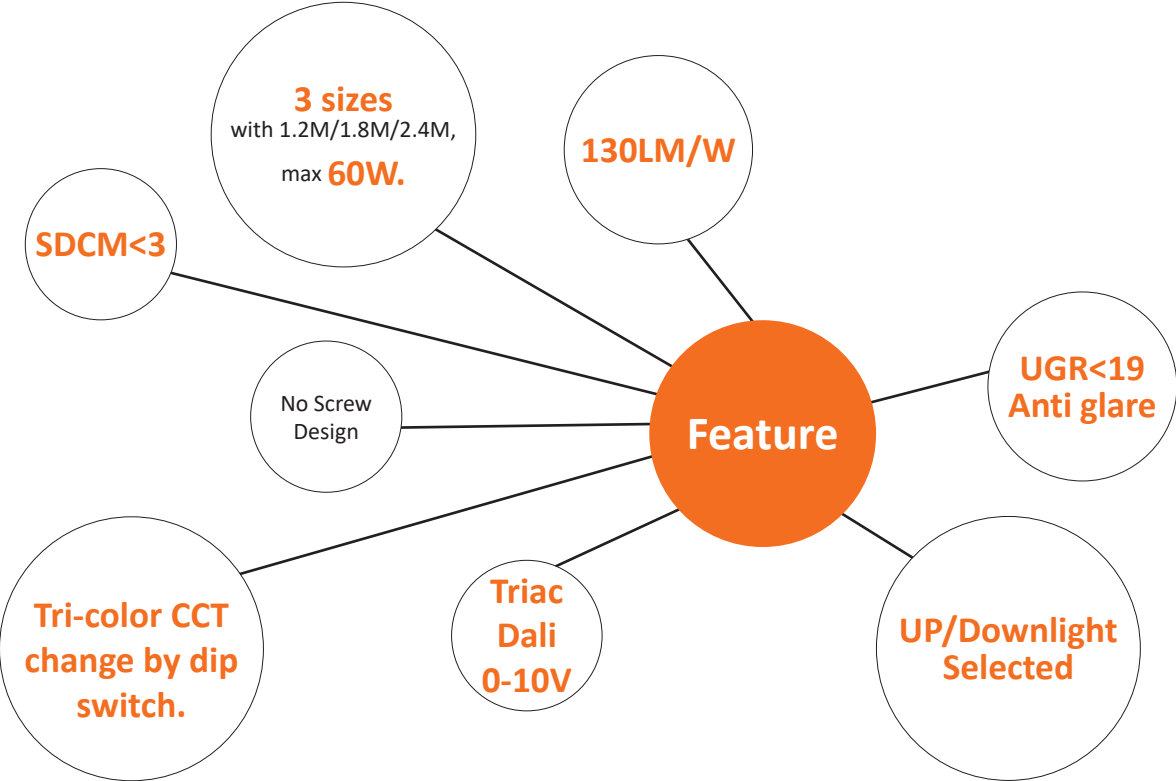 3 sizes
with 1.2M/1.8M/2.4M,
max 60W.
130LM/W
SDCM<3
UGR<19
Anti glare
No Screw
Design
Feature
Tri-color CCT
change by dip
switch.
Triac
Dali
0-10V
UP/Downlight
Selected